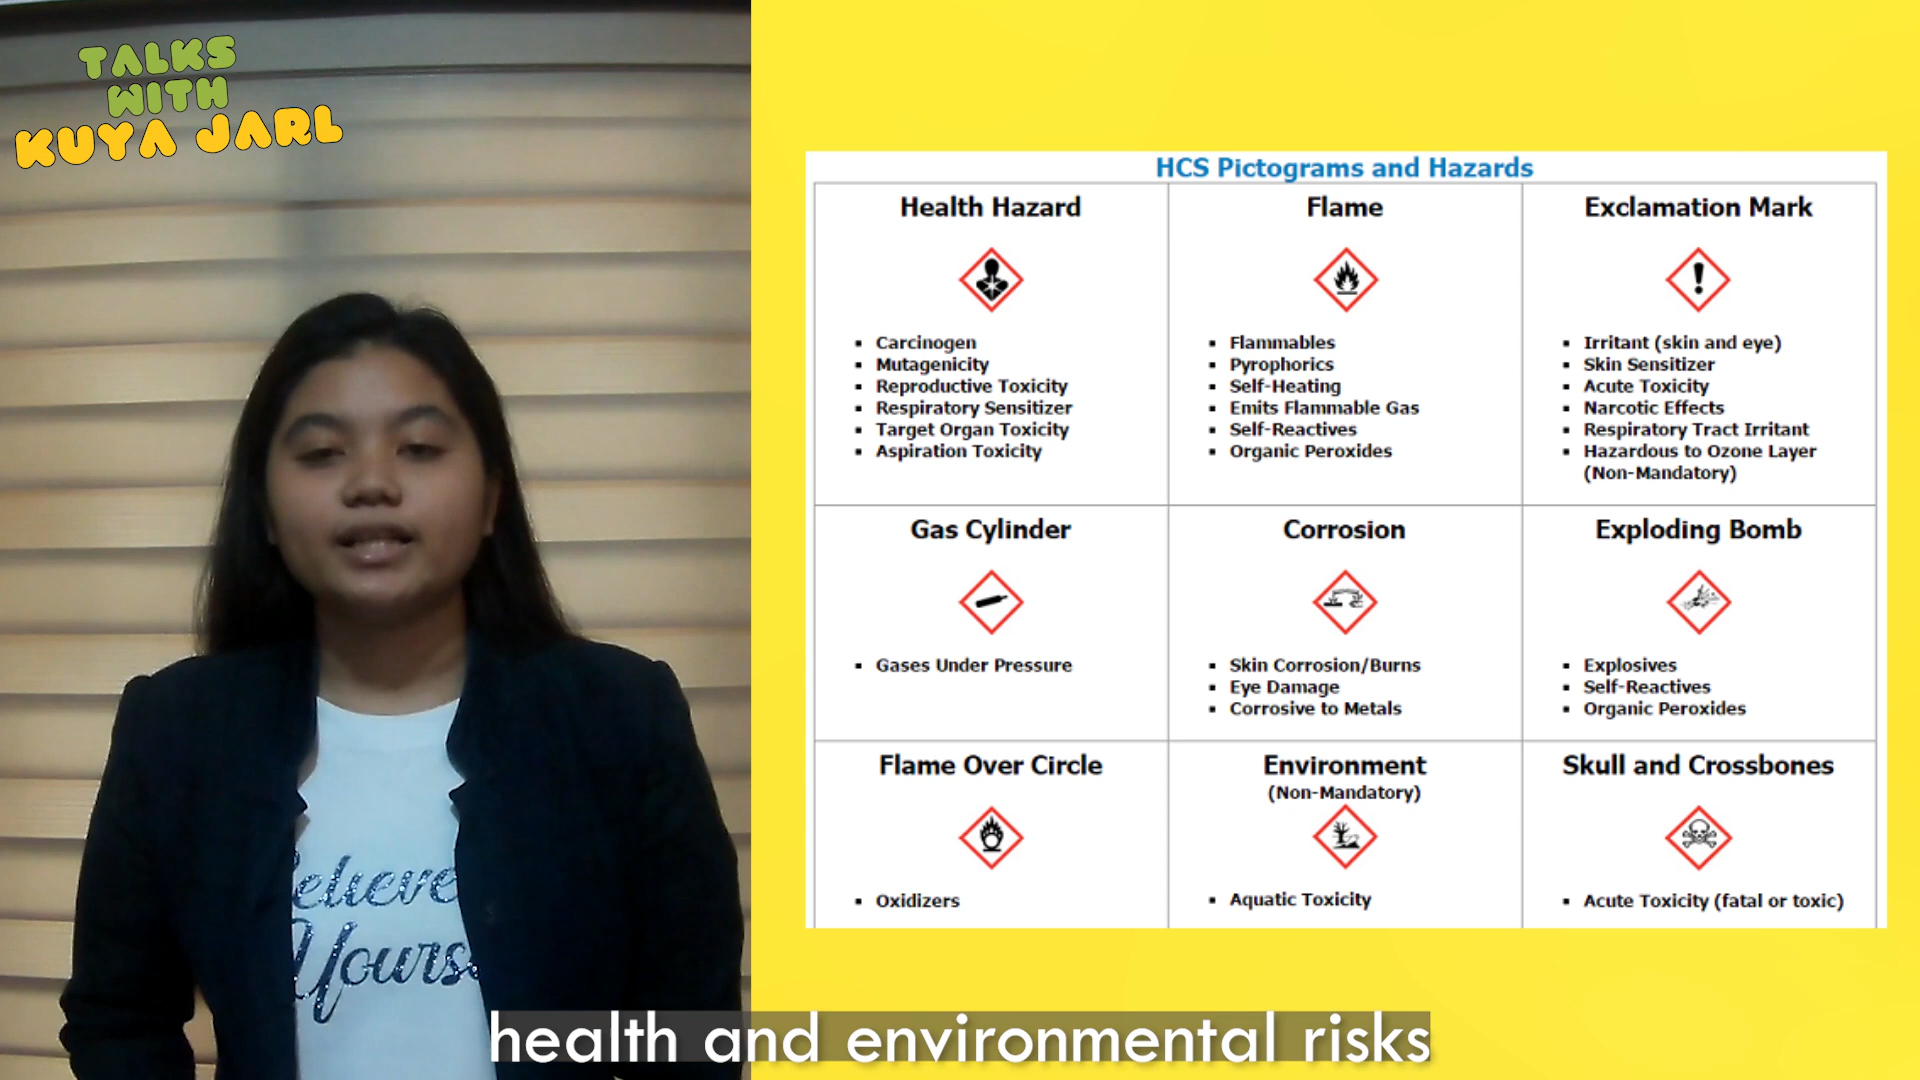 TALKS
WITH
KUYA JARL
HCS Pictograms and Hazards
Health Hazard
▪ Carcinogen
▪ Mutagenicity
▪ Reproductive Toxicity
▪ Respiratory Sensitizer
▪ Target Organ Toxicity
▪ Aspiration Toxicity
Flame
▪ Flammables
▪ Pyrophorics
▪ Self-Heating
▪ Emits Flammable Gas
▪ Self-Reactives
▪ Organic Peroxides
Exclamation Mark
!
▪ Irritant (skin and eye)
▪ Skin Sensitizer
▪ Acute Toxicity
▪ Narcotic Effects
▪ Respiratory Tract Irritant
▪ Hazardous to Ozone Layer
(Non-Mandatory)
Gas Cylinder
▪ Gases Under Pressure
Corrosion
▪ Skin Corrosion/Burns
▪ Eye Damage
▪ Corrosive to Metals
Exploding Bomb
▪ Explosives
▪ Self-Reactives
▪ Organic Peroxides
Flame Over Circle
▪ Oxidizers
Environment
(Non-Mandatory)
▪ Aquatic Toxicity
Skull and Crossbones
▪ Acute Toxicity (fatal or toxic)
elieve
Yourse
health and environmental risks